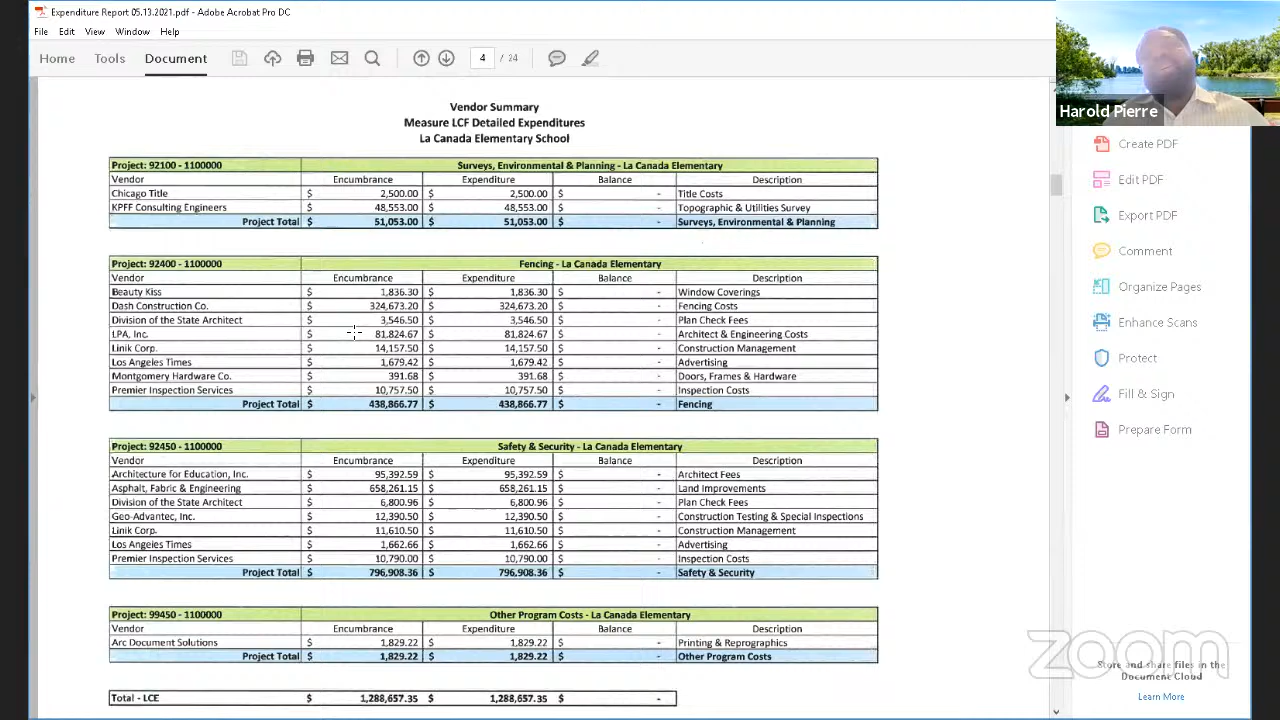 Expenditure Report 05.13.2021.pdf - Adobe Acrobat Pro DC
File Edit View Window Help
Home Tools Document 4 / 24
Harold Pierre
Vendor Summary
Measure LCF Detailed Expenditures
La Canada Elementary School
Project: 92100 - 1100000 Surveys, Environmental & Planning - La Canada Elementary
Vendor Encumbrance Expenditure Balance Description
Chicago Title $ 2,500.00 $ 2,500.00 $ - Title Costs
KPFF Consulting Engineers $ 48,553.00 $ 48,553.00 $ - Topographic & Utilities Survey
Project Total $ 51,053.00 $ 51,053.00 $ - Surveys, Environmental & Planning
Project: 92400 - 1100000 Fencing - La Canada Elementary
Vendor Encumbrance Expenditure Balance Description
Beauty Kiss $ 1,836.30 $ 1,836.30 $ - Window Coverings
Dash Construction Co. $ 324,673.20 $ 324,673.20 $ - Fencing Costs
Division of the State Architect $ 3,546.50 $ 3,546.50 $ - Plan Check Fees
LPA, Inc. $ 81,824.67 $ 81,824.67 $ - Architect & Engineering Costs
Linik Corp. $ 14,157.50 $ 14,157.50 $ - Construction Management
Los Angeles Times $ 1,679.42 $ 1,679.42 $ - Advertising
Montgomery Hardware Co. $ 391.68 $ 391.68 $ - Doors, Frames & Hardware
Premier Inspection Services $ 10,757.50 $ 10,757.50 $ - Inspection Costs
Project Total $ 438,866.77 $ 438,866.77 $ - Fencing
Project: 92450 - 1100000 Safety & Security - La Canada Elementary
Vendor Encumbrance Expenditure Balance Description
Architecture for Education, Inc. $ 95,392.59 $ 95,392.59 $ - Architect Fees
Asphalt, Fabric & Engineering $ 658,261.15 $ 658,261.15 $ - Land Improvements
Division of the State Architect $ 6,800.96 $ 6,800.96 $ - Plan Check Fees
Geo-Advantec, Inc. $ 12,390.50 $ 12,390.50 $ - Construction Testing & Special Inspections
Linik Corp. $ 11,610.50 $ 11,610.50 $ - Construction Management
Los Angeles Times $ 1,662.66 $ 1,662.66 $ - Advertising
Premier Inspection Services $ 10,790.00 $ 10,790.00 $ - Inspection Costs
Project Total $ 796,908.36 $ 796,908.36 $ - Safety & Security
Project: 99450 - 1100000 Other Program Costs - La Canada Elementary
Vendor Encumbrance Expenditure Balance Description
Arc Document Solutions $ 1,829.22 $ 1,829.22 $ - Printing & Reprographics
Project Total $ 1,829.22 $ 1,829.22 $ - Other Program Costs
Total - LCE $ 1,288,657.35 $ 1,288,657.35 $ -
Create PDF
Edit PDF
Export PDF
Comment
Organize Pages
Enhance Scans
Protect
Fill & Sign
Prepare Form
zoom
Store and share files in the
Document Cloud
Learn More